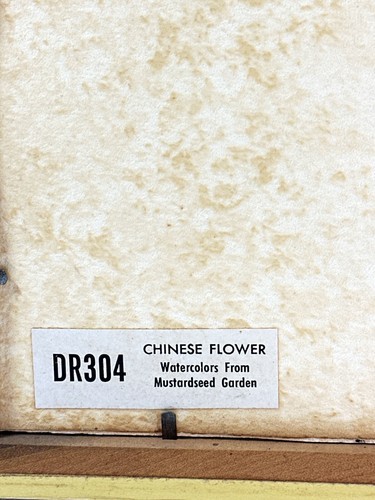 DR304
CHINESE FLOWER
Watercolors From
Mustardseed Garden